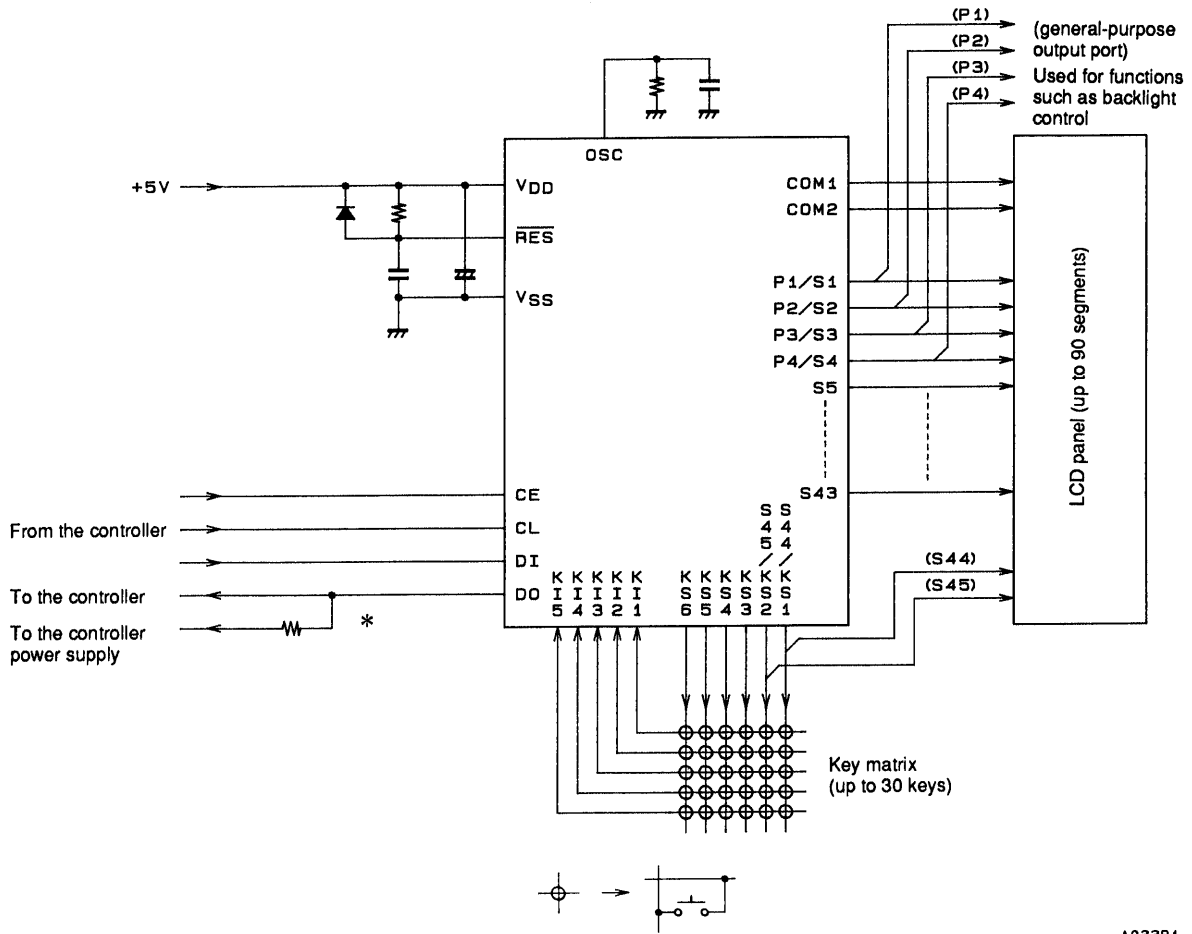 (P1)
(P2)
(P3)
(P4)
(general-purpose
output port)
Used for functions
such as backlight
control
OSC
+5V
VDD
RES
VSS
COM1
COM2
P1/S1
P2/S2
P3/S3
P4/S4
S5
S43
LCD panel (up to 90 segments)
CE
CL
DI
DO
From the controller
To the controller
To the controller
power supply
*
KI5
KI4
KI3
KI2
KI1
KS6
KS5
KS4
KS3
S45/KS2
S44/KS1
(S44)
(S45)
Key matrix
(up to 30 keys)